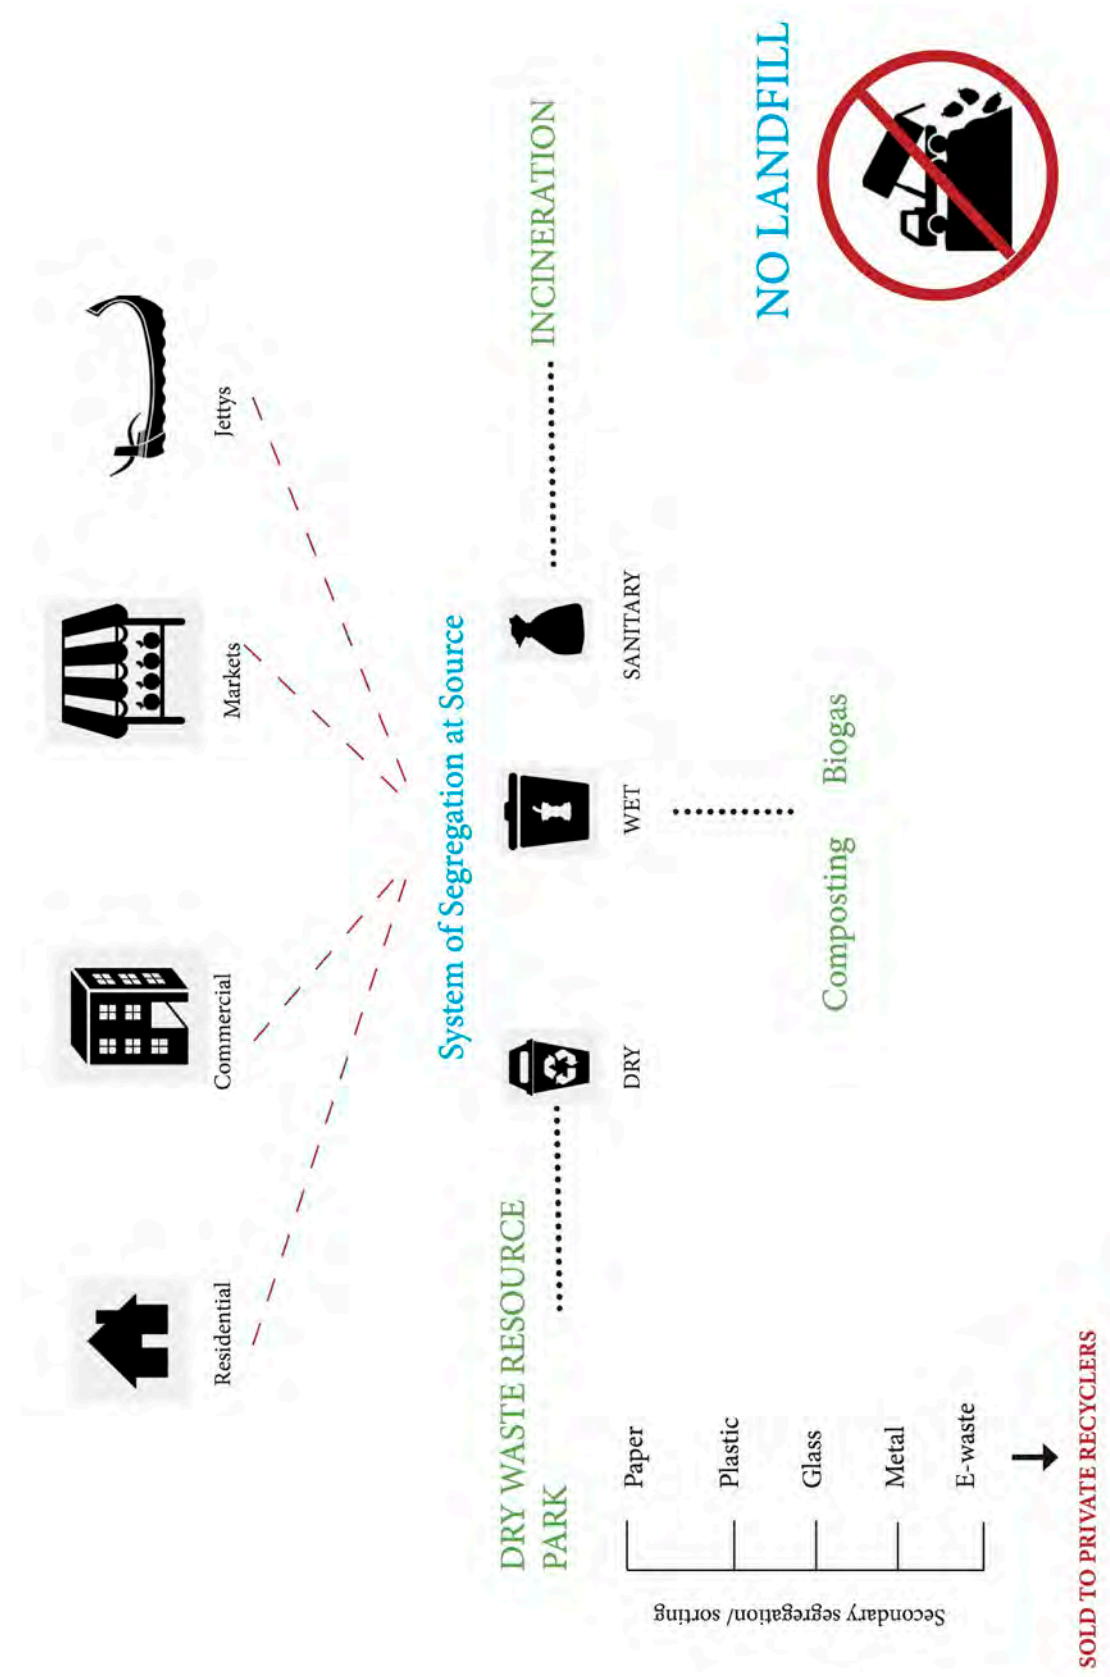 Residential
Commercial
Markets
Jettys
System of Segregation at Source
DRY WASTE RESOURCE
PARK
DRY
WET
SANITARY
INCINERATION
Secondary segregation/ sorting
Paper
Plastic
Glass
Metal
E-waste
SOLD TO PRIVATE RECYCLERS
Composting
Biogas
NO LANDFILL